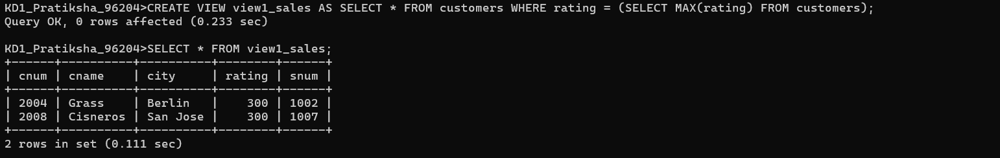 KD1_Pratiksha_96204>CREATE VIEW view1_sales AS SELECT * FROM customers WHERE rating = (SELECT MAX(rating) FROM customers);
Query OK, 0 rows affected (0.233 sec)

KD1_Pratiksha_96204>SELECT * FROM view1_sales;
+------+----------+----------+--------+------+
| cnum | cname    | city     | rating | snum |
+------+----------+----------+--------+------+
| 2004 | Grass    | Berlin   |    300 | 1002 |
| 2008 | Cisneros | San Jose |    300 | 1007 |
+------+----------+----------+--------+------+
2 rows in set (0.111 sec)